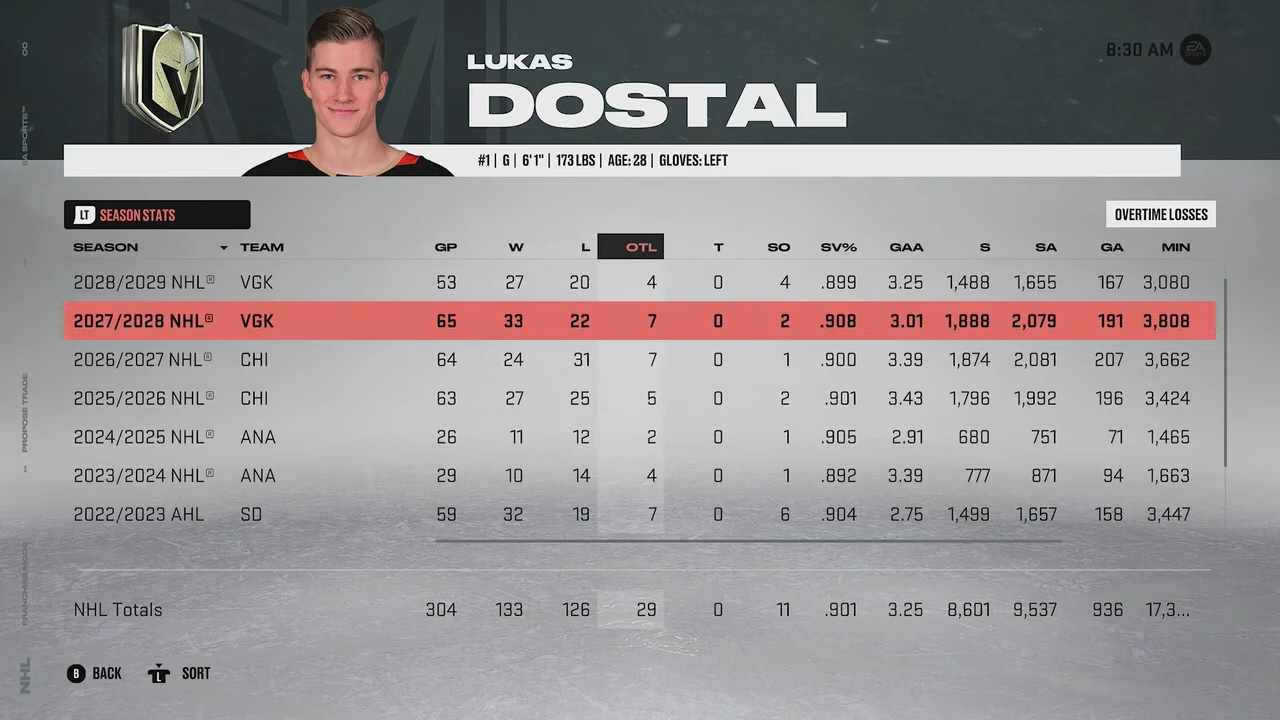 LUKAS
DOSTAL
8:30 AM
#1 | G | 6'1" | 173 LBS | AGE: 28 | GLOVES: LEFT
LT SEASON STATS
OVERTIME LOSSES
SEASON TEAM GP W L OTL T SO SV% GAA S SA GA MIN
2028/2029 NHL VGK 53 27 20 4 0 4 .899 3.25 1,488 1,655 167 3,080
2027/2028 NHL VGK 65 33 22 7 0 2 .908 3.01 1,888 2,079 191 3,808
2026/2027 NHL CHI 64 24 31 7 0 1 .900 3.39 1,874 2,081 207 3,662
2025/2026 NHL CHI 63 27 25 5 0 2 .901 3.43 1,796 1,992 196 3,424
2024/2025 NHL ANA 26 11 12 2 0 1 .905 2.91 680 751 71 1,465
2023/2024 NHL ANA 29 10 14 4 0 1 .892 3.39 777 871 94 1,663
2022/2023 AHL SD 59 32 19 7 0 6 .904 2.75 1,499 1,657 158 3,447
NHL Totals 304 133 126 29 0 11 .901 3.25 8,601 9,537 936 17,3...
B BACK L SORT
NHL FRANCHISE MODE >> PROPOSE TRADE EA SPORTS™